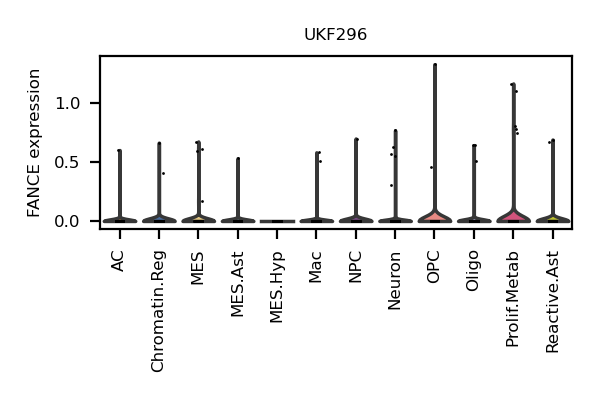 UKF296
FANCE expression
1.0
0.5
0.0
AC
Chromatin.Reg
MES
MES.Ast
MES.Hyp
Mac
NPC
Neuron
OPC
Oligo
Prolif.Metab
Reactive.Ast